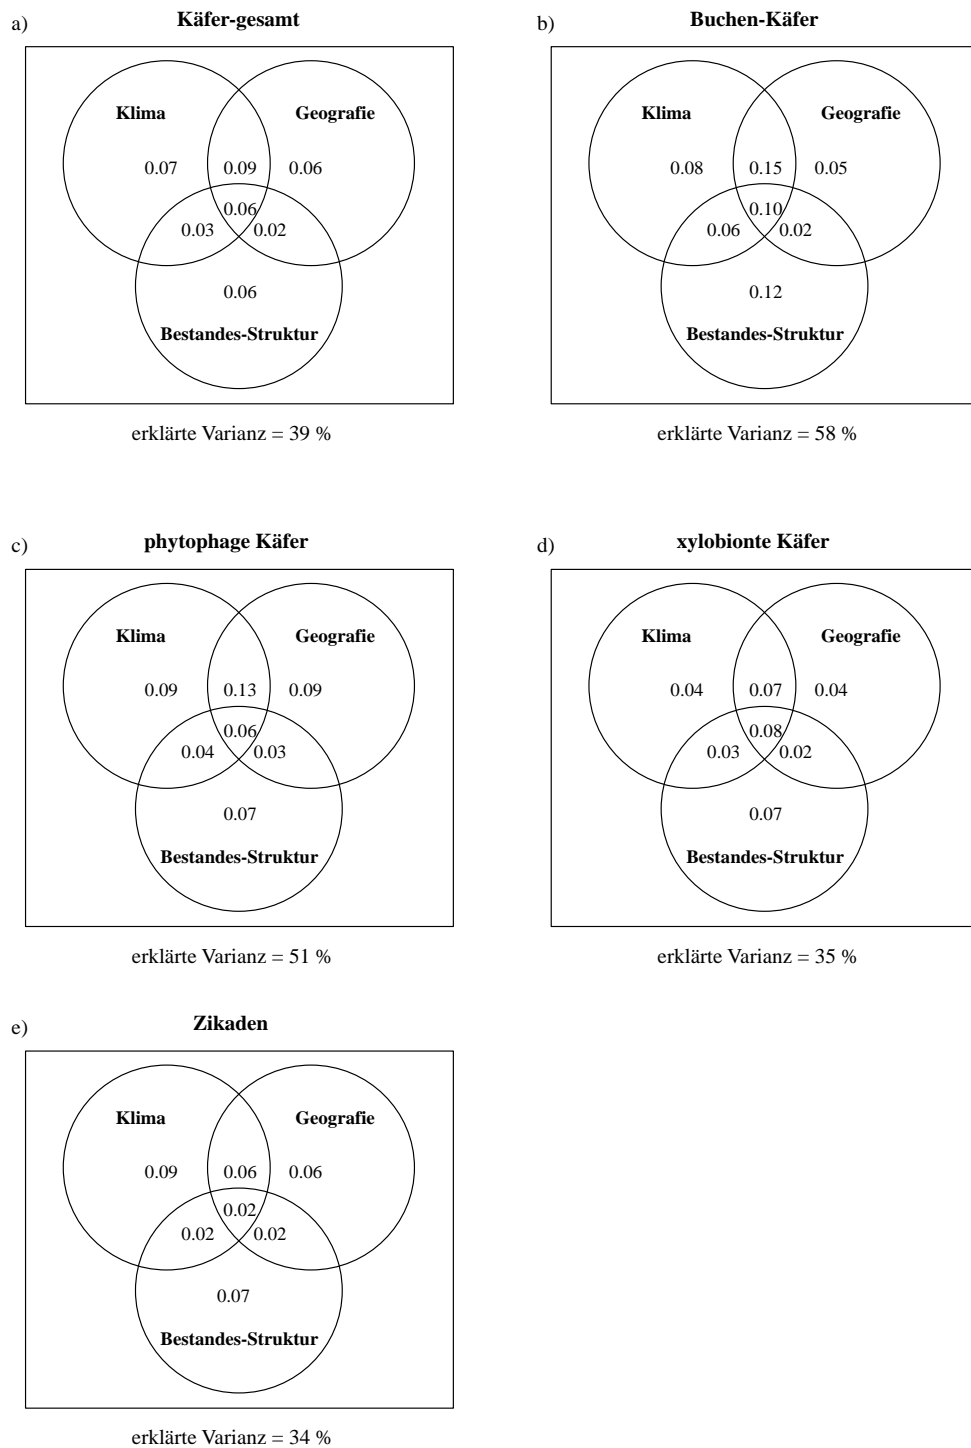 a)
Käfer-gesamt
Klima
Geografie
0.07
0.09
0.06
0.06
0.03
0.02
0.06
Bestandes-Struktur
erklärte Varianz = 39 %
b)
Buchen-Käfer
Klima
Geografie
0.08
0.15
0.05
0.10
0.06
0.02
0.12
Bestandes-Struktur
erklärte Varianz = 58 %
c)
phytophage Käfer
Klima
Geografie
0.09
0.13
0.09
0.06
0.04
0.03
0.07
Bestandes-Struktur
erklärte Varianz = 51 %
d)
xylobionte Käfer
Klima
Geografie
0.04
0.07
0.04
0.08
0.03
0.02
0.07
Bestandes-Struktur
erklärte Varianz = 35 %
e)
Zikaden
Klima
Geografie
0.09
0.06
0.06
0.02
0.02
0.02
0.07
Bestandes-Struktur
erklärte Varianz = 34 %